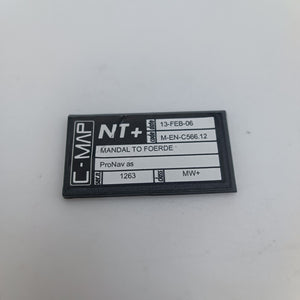 C-MAP
NT+
13-FEB-06
M-EN-C566.12
MANDAL TO FOERDE
ProNav as
1263
MW+